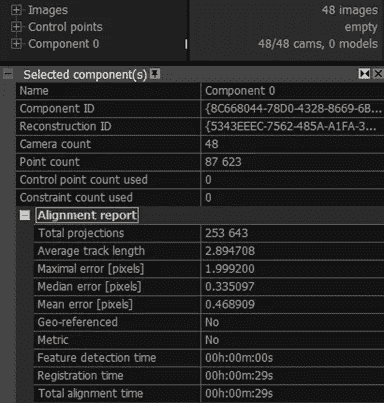 Images 48 images
Control points empty
Component 0 48/48 cams, 0 models
Selected component(s)
Name Component 0
Component ID {8C668044-78D0-4328-8669-6B...
Reconstruction ID {5343EEEC-7562-485A-A1FA-3...
Camera count 48
Point count 87 623
Control point count used 0
Constraint count used 0
Alignment report
Total projections 253 643
Average track length 2.894708
Maximal error [pixels] 1.999200
Median error [pixels] 0.335097
Mean error [pixels] 0.468909
Geo-referenced No
Metric No
Feature detection time 00h:00m:00s
Registration time 00h:00m:29s
Total alignment time 00h:00m:29s